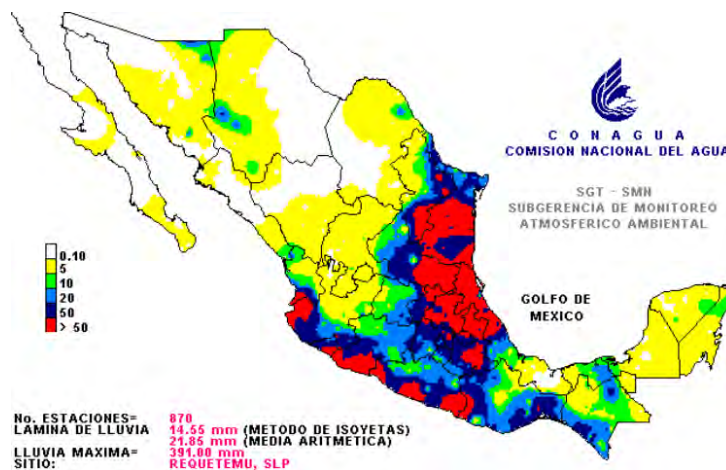 CONAGUA
COMISION NACIONAL DEL AGUA
SGT - SMN
SUBGERENCIA DE MONITOREO
ATMOSFERICO AMBIENTAL
0.10
5
10
20
50
> 50
GOLFO DE
MEXICO
No. ESTACIONES= 870
LAMINA DE LLUVIA 14.55 mm (METODO DE ISOYETAS)
21.85 mm (MEDIA ARITMETICA)
LLUVIA MAXIMA= 391.00 mm
SITIO: REQUETEMU, SLP